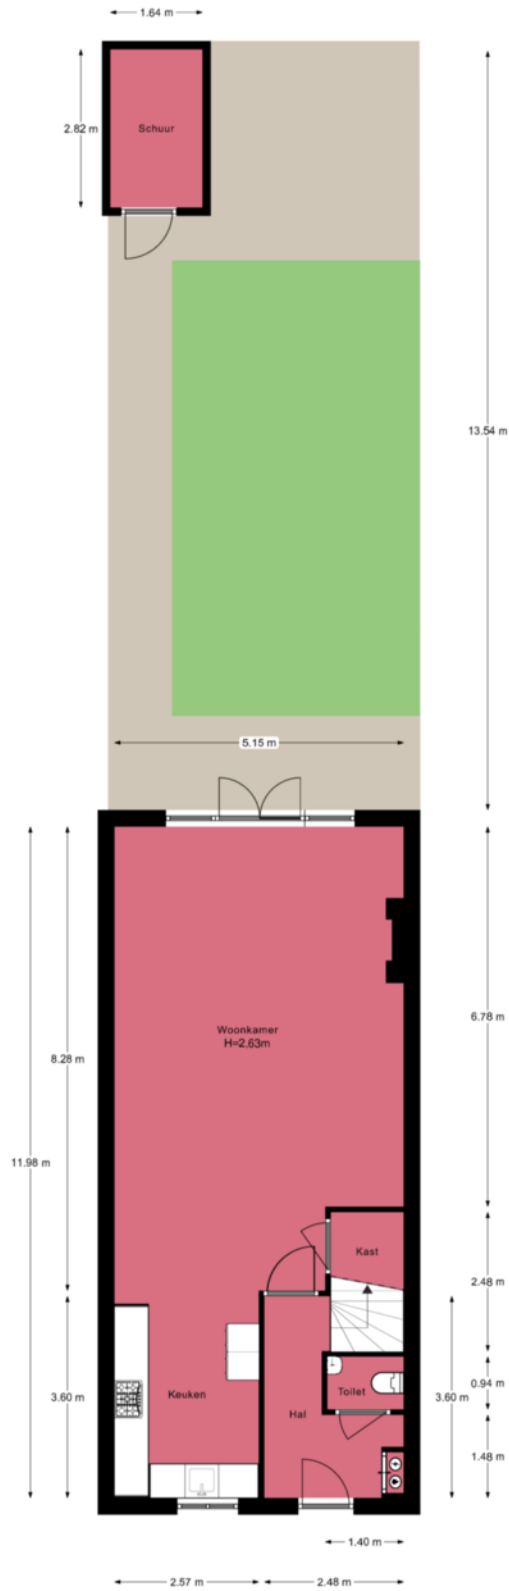 1.64 m
2.82 m
Schuur
13.54 m
5.15 m
Woonkamer
H=2.63m
6.78 m
8.28 m
11.98 m
Kast
2.48 m
Toilet
0.94 m
Keuken
3.60 m
3.60 m
Hal
1.48 m
1.40 m
2.57 m
2.48 m